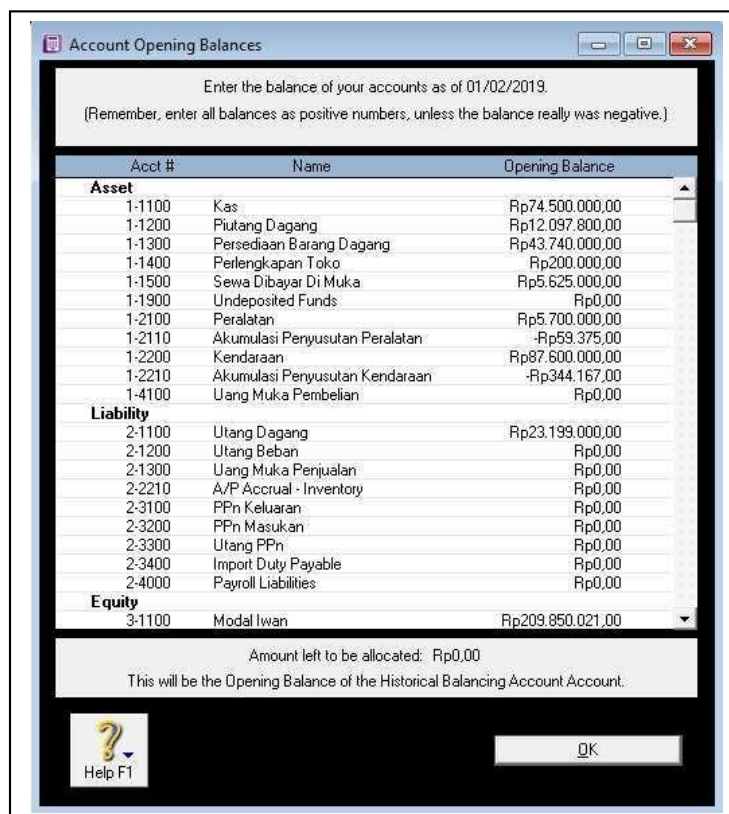 Account Opening Balances
Enter the balance of your accounts as of 01/02/2019.
(Remember, enter all balances as positive numbers, unless the balance really was negative.)
Acct # Name Opening Balance
Asset
1-1100 Kas Rp74.500.000,00
1-1200 Piutang Dagang Rp12.097.800,00
1-1300 Persediaan Barang Dagang Rp43.740.000,00
1-1400 Perlengkapan Toko Rp200.000,00
1-1500 Sewa Dibayar Di Muka Rp5.625.000,00
1-1900 Undeposited Funds Rp0,00
1-2100 Peralatan Rp5.700.000,00
1-2110 Akumulasi Penyusutan Peralatan -Rp59.375,00
1-2200 Kendaraan Rp87.600.000,00
1-2210 Akumulasi Penyusutan Kendaraan -Rp344.167,00
1-4100 Uang Muka Pembelian Rp0,00
Liability
2-1100 Utang Dagang Rp23.199.000,00
2-1200 Utang Beban Rp0,00
2-1300 Uang Muka Penjualan Rp0,00
2-2210 A/P Accrual - Inventory Rp0,00
2-3100 PPn Keluaran Rp0,00
2-3200 PPn Masukan Rp0,00
2-3300 Utang PPn Rp0,00
2-3400 Import Duty Payable Rp0,00
2-4000 Payroll Liabilities Rp0,00
Equity
3-1100 Modal Iwan Rp209.850.021,00
Amount left to be allocated: Rp0,00
This will be the Opening Balance of the Historical Balancing Account Account.
Help F1
OK